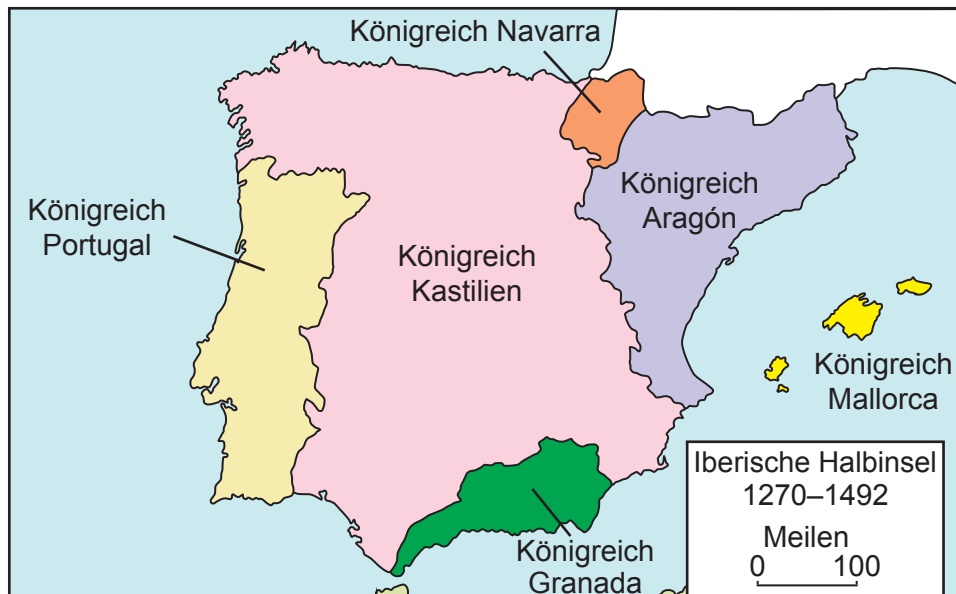 Königreich Navarra
Königreich
Aragón
Königreich
Portugal
Königreich
Kastilien
Königreich
Mallorca
Königreich
Granada
Iberische Halbinsel
1270–1492
Meilen
0 100